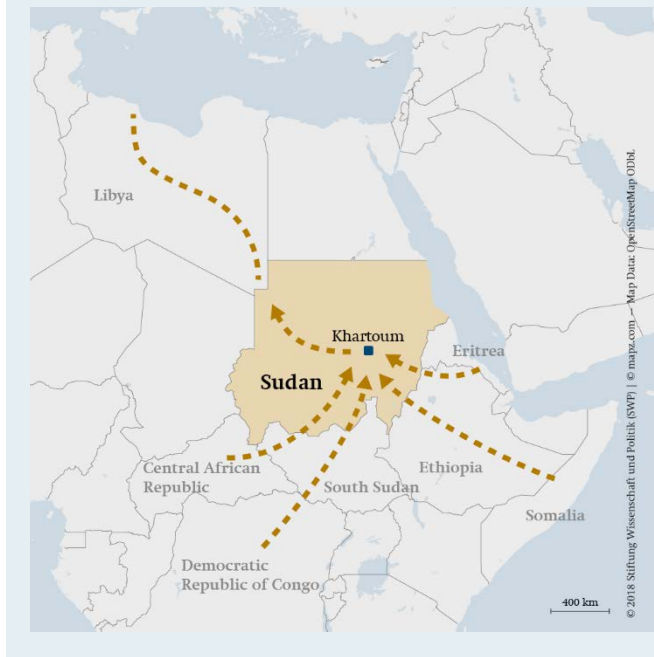 Libya
Khartoum
Eritrea
Sudan
Central African
Republic
South Sudan
Ethiopia
Somalia
Democratic
Republic of Congo
400 km
© 2018 Stiftung Wissenschaft und Politik (SWP) | © mapz.com – Map Data: OpenStreetMap ODbL